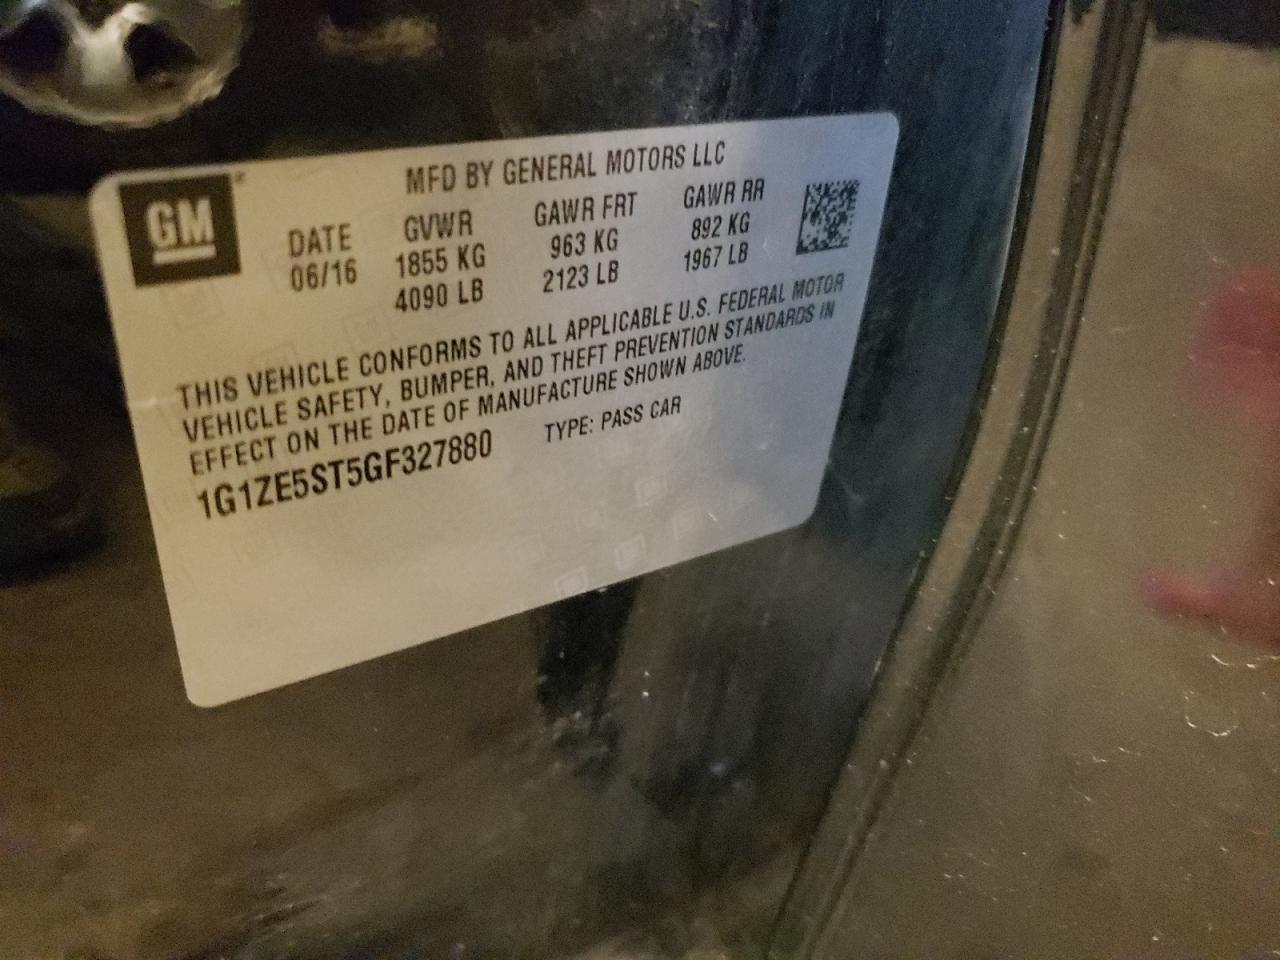 GM
MFD BY GENERAL MOTORS LLC
DATE GVWR GAWR FRT GAWR RR
06/16 1855 KG 963 KG 892 KG
4090 LB 2123 LB 1967 LB
THIS VEHICLE CONFORMS TO ALL APPLICABLE U.S. FEDERAL MOTOR
VEHICLE SAFETY, BUMPER, AND THEFT PREVENTION STANDARDS IN
EFFECT ON THE DATE OF MANUFACTURE SHOWN ABOVE.
1G1ZE5ST5GF327880 TYPE: PASS CAR